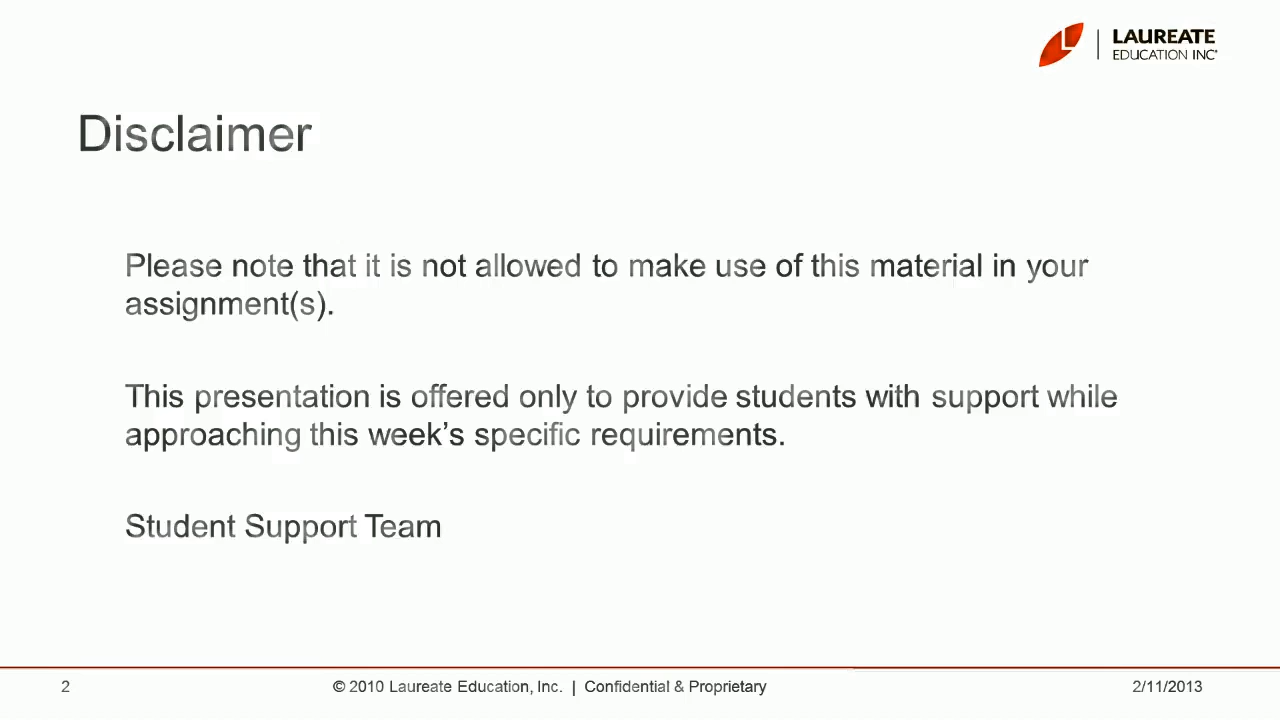 LAUREATE
EDUCATION INC
Disclaimer
Please note that it is not allowed to make use of this material in your
assignment(s).
This presentation is offered only to provide students with support while
approaching this week’s specific requirements.
Student Support Team
2
© 2010 Laureate Education, Inc. | Confidential & Proprietary
2/11/2013